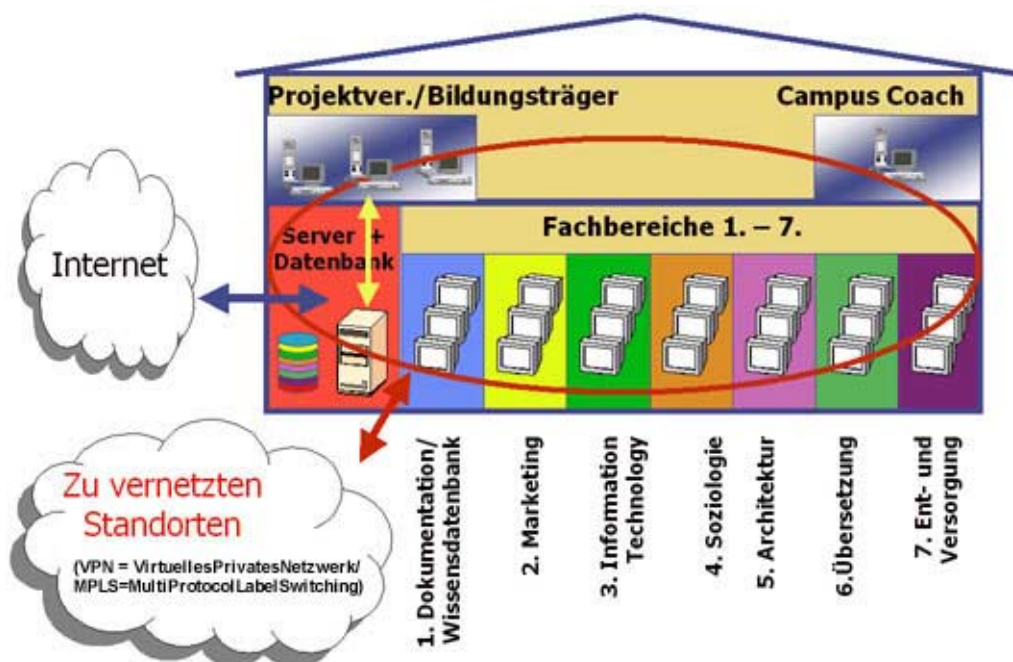 Projektver./Bildungsträger
Campus Coach
Server +
Datenbank
Fachbereiche 1. – 7.
Internet
Zu vernetzten
Standorten
(VPN = VirtuellesPrivatesNetzwerk/
MPLS=MultiProtocolLabelSwitching)
1. Dokumentation/
Wissensdatenbank
2. Marketing
3. Information
Technology
4. Soziologie
5. Architektur
6.Übersetzung
7. Ent- und
Versorgung